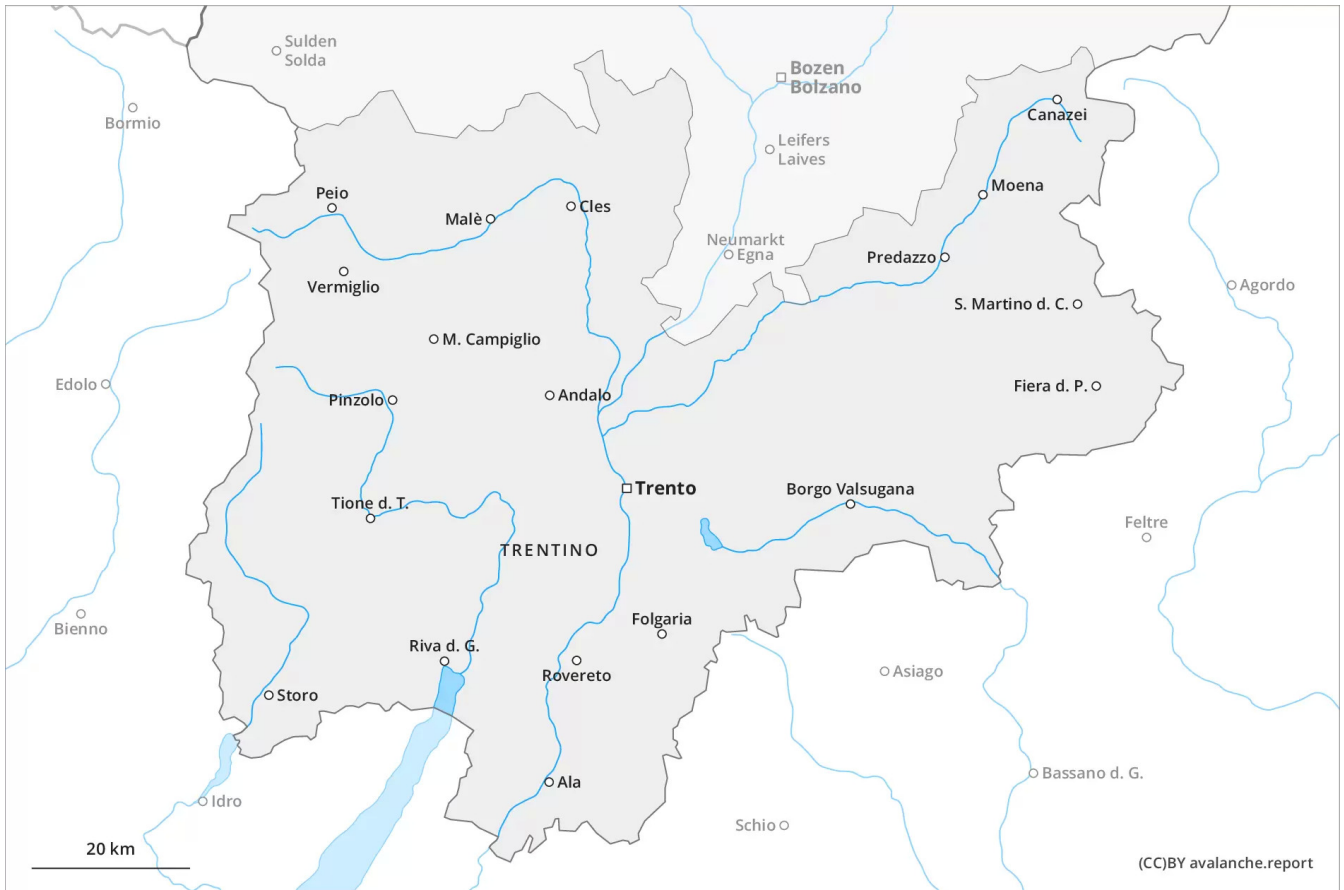 Sulden
Solda
Bozen
Bolzano
Bormio
Canazei
Leifers
Laives
Moena
Peio
Malè
Cles
Neumarkt
Egna
Predazzo
Vermiglio
Agordo
S. Martino d. C.
M. Campiglio
Edolo
Fiera d. P.
Pinzolo
Andalo
Trento
Borgo Valsugana
Tione d. T.
Feltre
TRENTINO
Folgaria
Bienno
Riva d. G.
Rovereto
Asiago
Storo
Bassano d. G.
Ala
Idro
Schio
20 km
(CC)BY avalanche.report